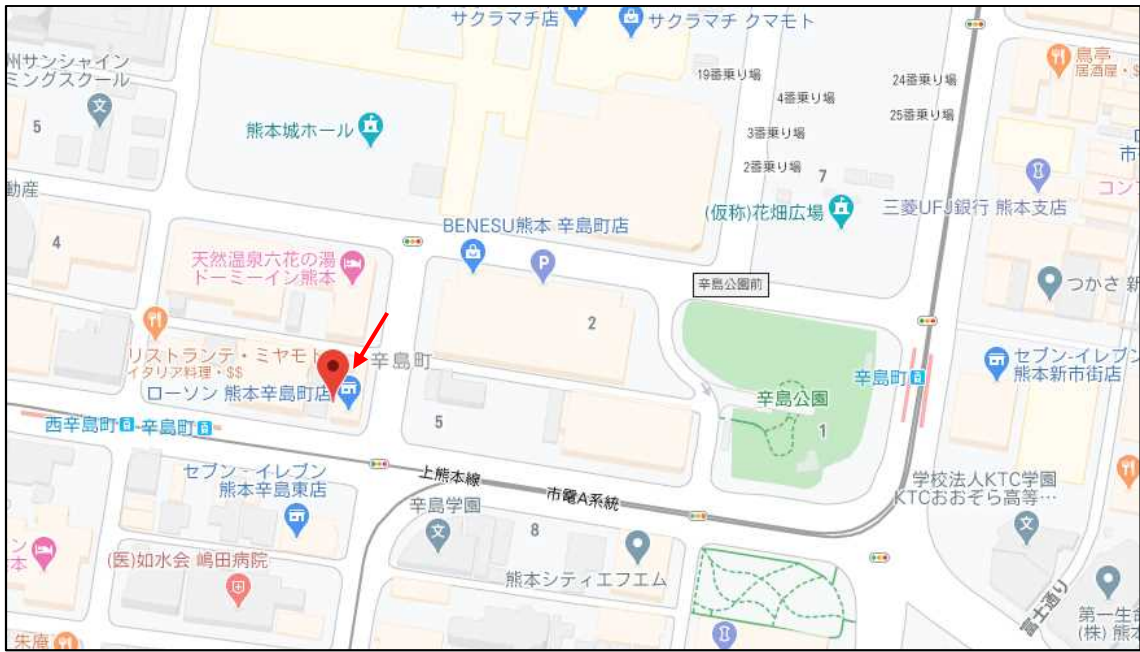 サクラマチ店
サクラマチ クマモト
州サンシャイン
ミングスクール
19番乗り場
24番乗り場
鳥亭
居酒屋・$
4番乗り場
25番乗り場
5
熊本城ホール
3番乗り場
市
2番乗り場
7
コン
動産
(仮称)花畑広場
三菱UFJ銀行 熊本支店
BENESU熊本 辛島町店
4
天然温泉六花の湯
ドーミーイン熊本
P
辛島公園前
つかさ 新
2
リストランテ・ミヤモト
イタリア料理・$$
辛島町
セブン-イレブン
熊本新市街店
ローソン 熊本辛島町店
辛島町
辛島公園
1
西辛島町
辛島町
5
セブン-イレブン
熊本辛島東店
上熊本線
市電A系統
学校法人KTC学園
KTCおおぞら高等…
辛島学園
8
ン
本
(医)如水会 嶋田病院
熊本シティエフエム
富士通り
第一生命
(株) 熊本
朱庵